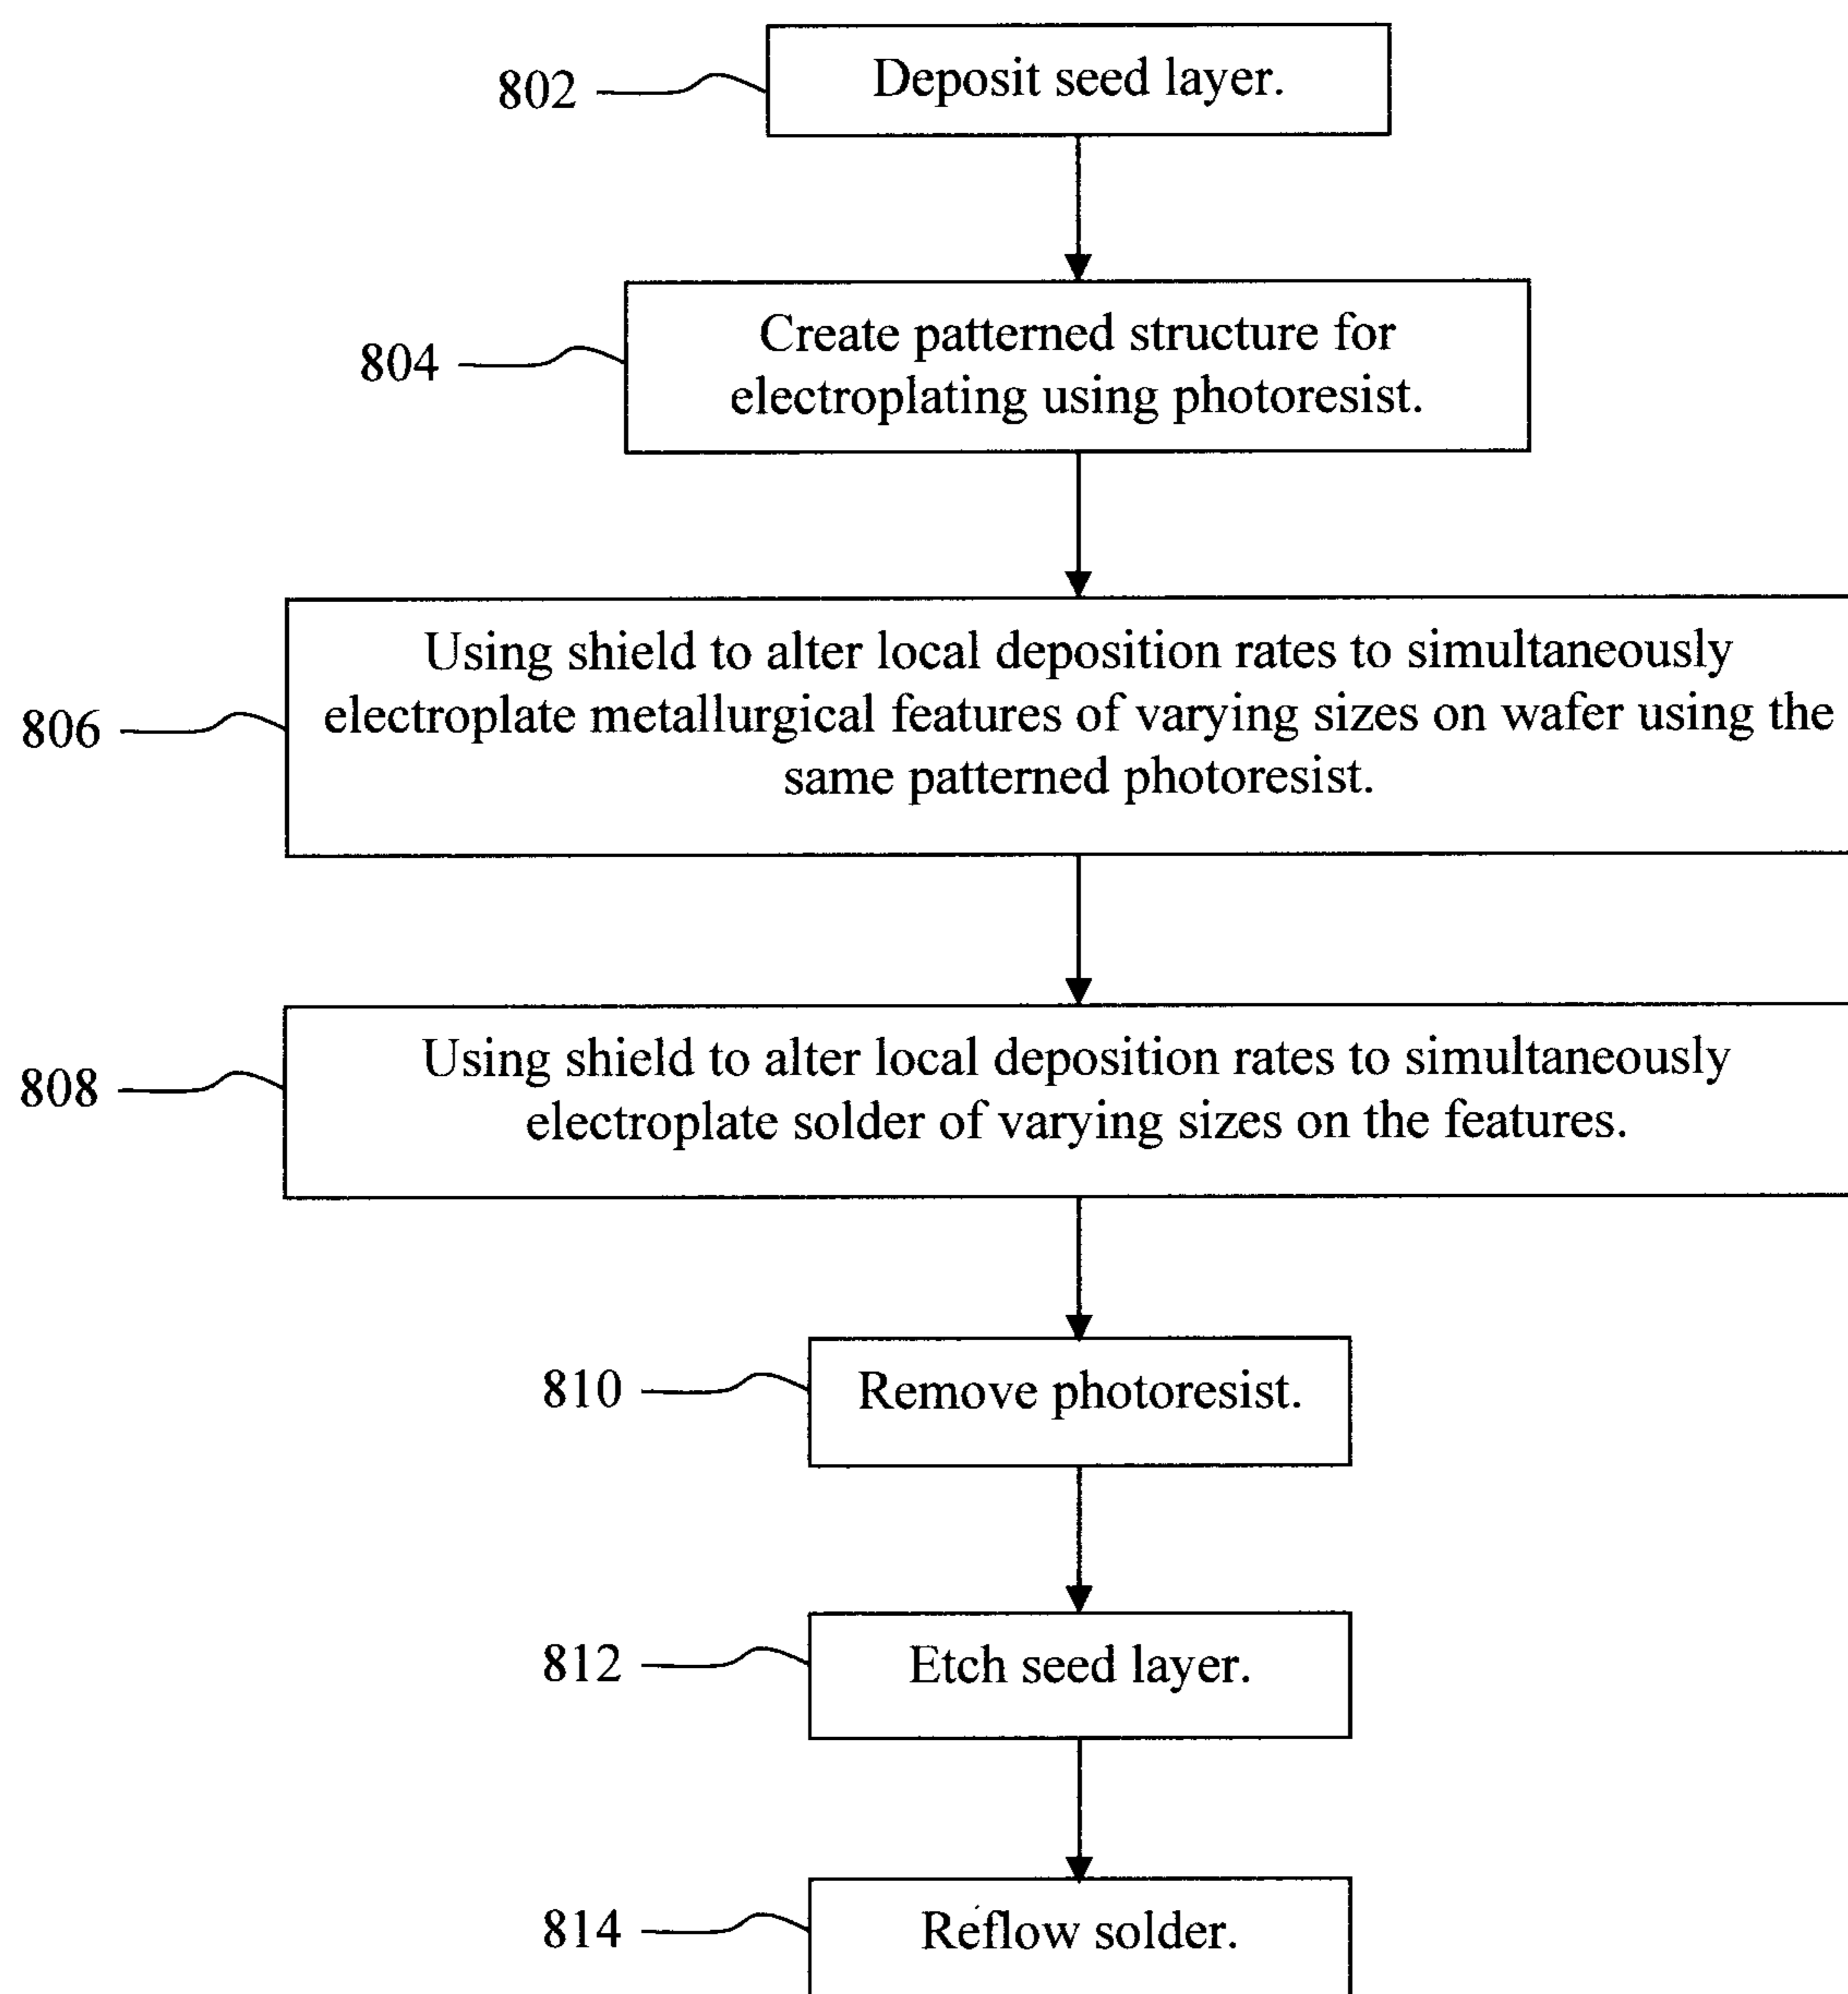 802
Deposit seed layer.
804
Create patterned structure for
electroplating using photoresist.
806
Using shield to alter local deposition rates to simultaneously
electroplate metallurgical features of varying sizes on wafer using the
same patterned photoresist.
808
Using shield to alter local deposition rates to simultaneously
electroplate solder of varying sizes on the features.
810
Remove photoresist.
812
Etch seed layer.
814
Reflow solder.